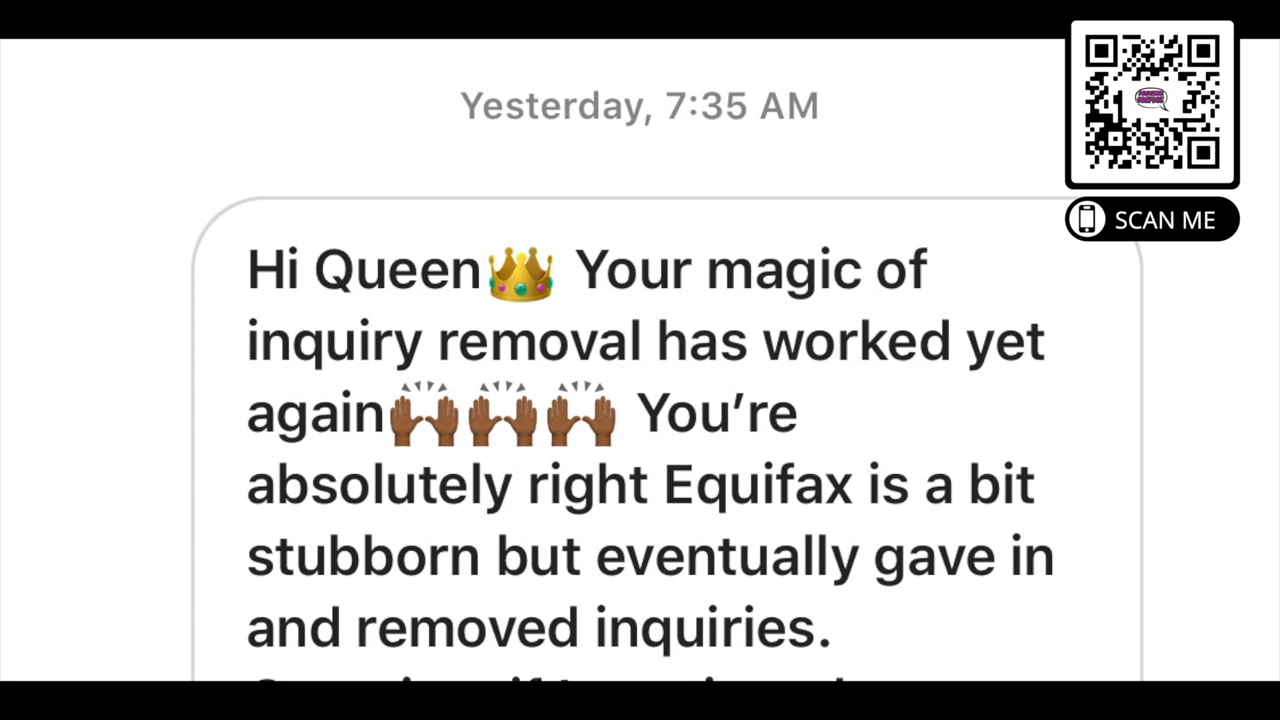 Yesterday, 7:35 AM
SCAN ME
Hi Queen👑 Your magic of
inquiry removal has worked yet
again🙌🏾🙌🏾🙌🏾 You’re
absolutely right Equifax is a bit
stubborn but eventually gave in
and removed inquiries.